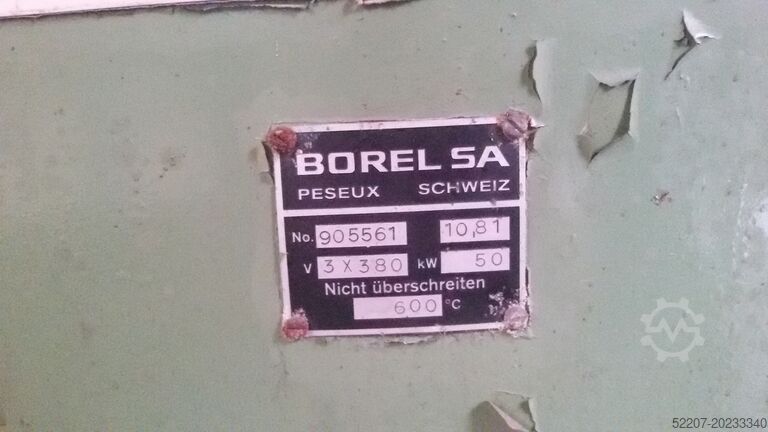 BOREL SA
PESEUX SCHWEIZ
No. 905561 10,81
V 3 X 380 kW 50
Nicht überschreiten
600 °C
52207-20233340